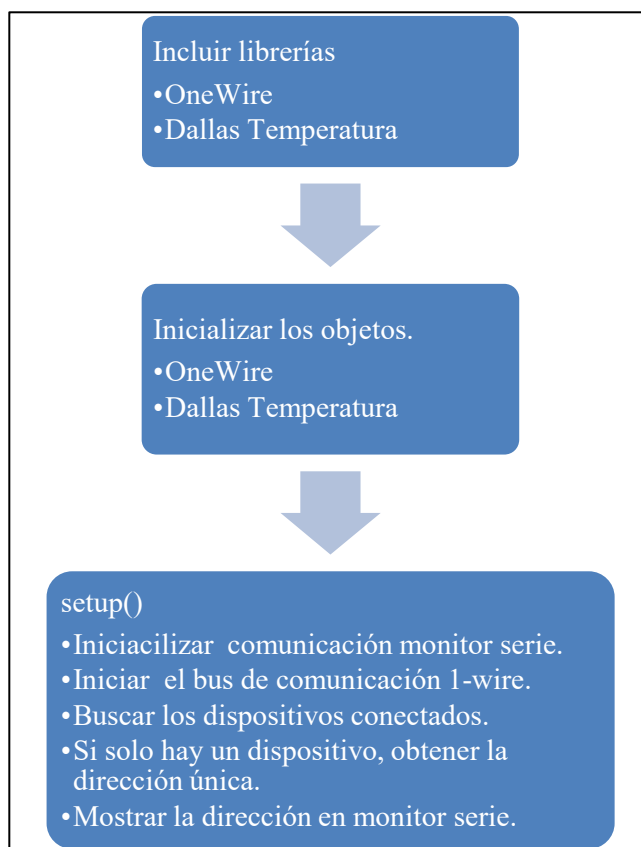 Incluir librerías
•OneWire
•Dallas Temperatura
Inicializar los objetos.
•OneWire
•Dallas Temperatura
setup()
•Iniciacilizar comunicación monitor serie.
•Iniciar el bus de comunicación 1-wire.
•Buscar los dispositivos conectados.
•Si solo hay un dispositivo, obtener la
dirección única.
•Mostrar la dirección en monitor serie.